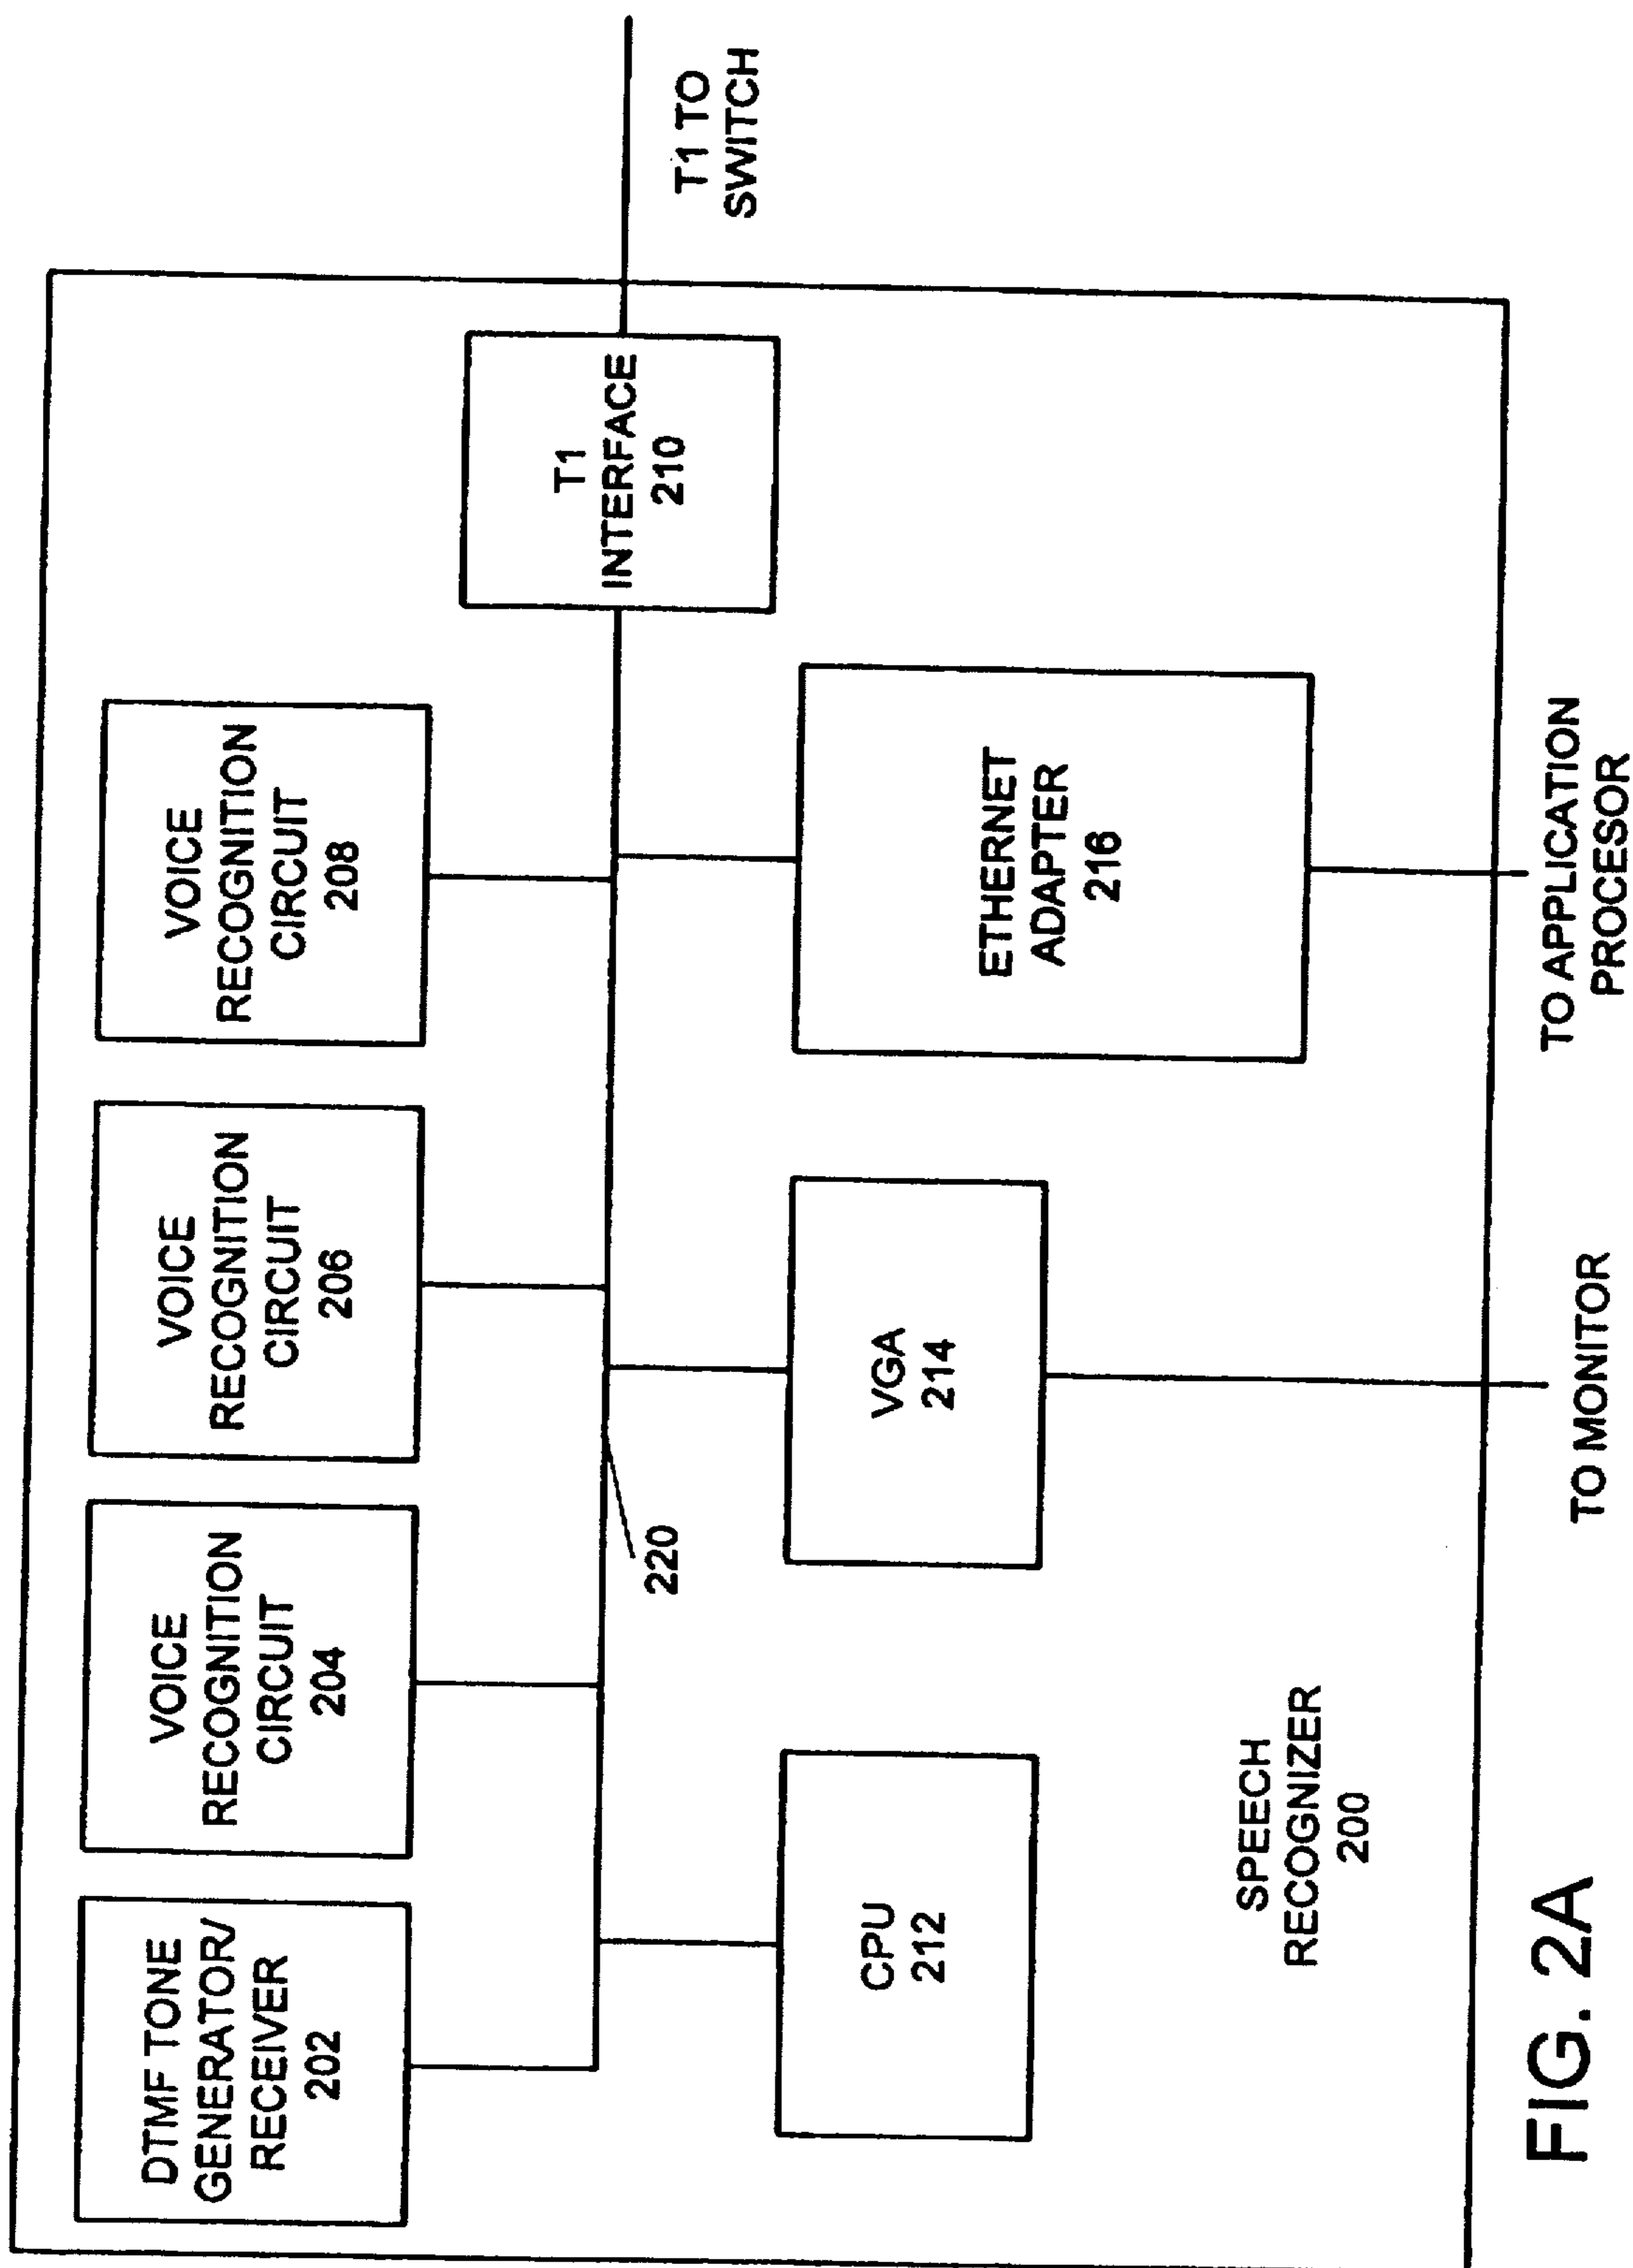 DTMF TONE
GENERATOR/
RECEIVER
202
VOICE
RECOGNITION
CIRCUIT
204
VOICE
RECOGNITION
CIRCUIT
206
VOICE
RECOGNITION
CIRCUIT
208
T1
INTERFACE
210
T1 TO
SWITCH
220
CPU
212
VGA
214
ETHERNET
ADAPTER
216
SPEECH
RECOGNIZER
200
TO MONITOR
TO APPLICATION
PROCESSOR
FIG. 2A